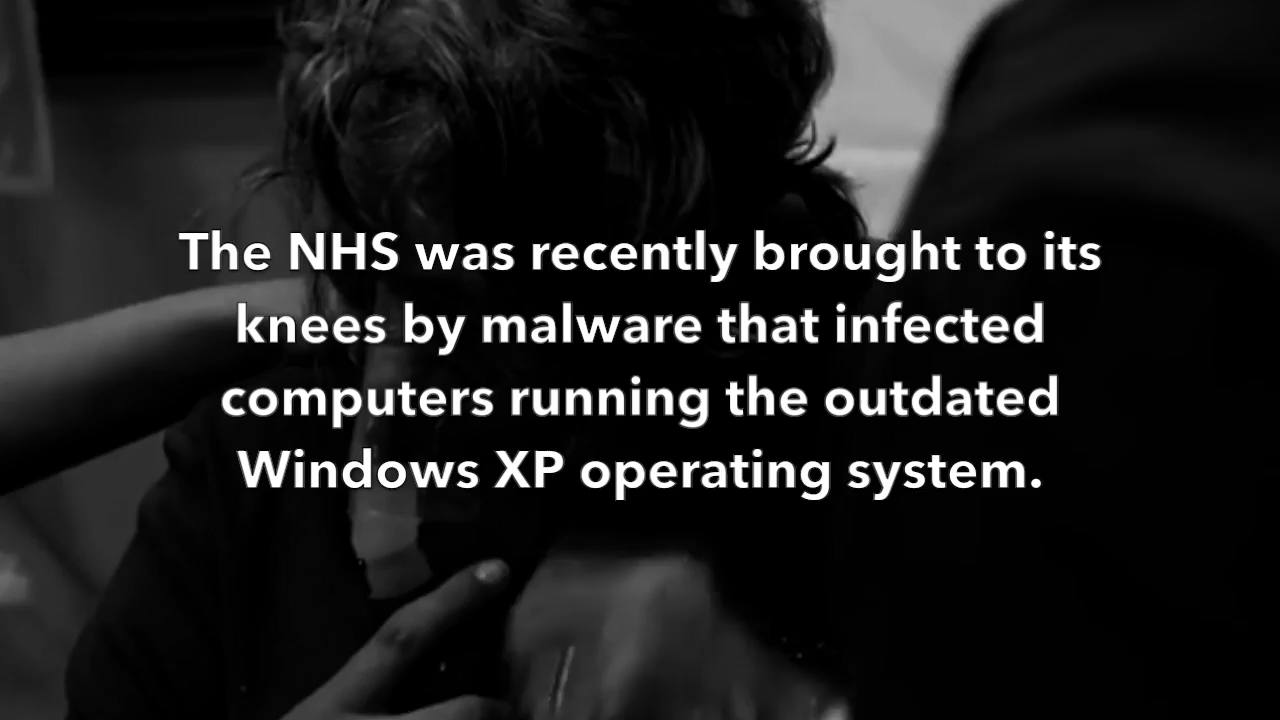 The NHS was recently brought to its
knees by malware that infected
computers running the outdated
Windows XP operating system.